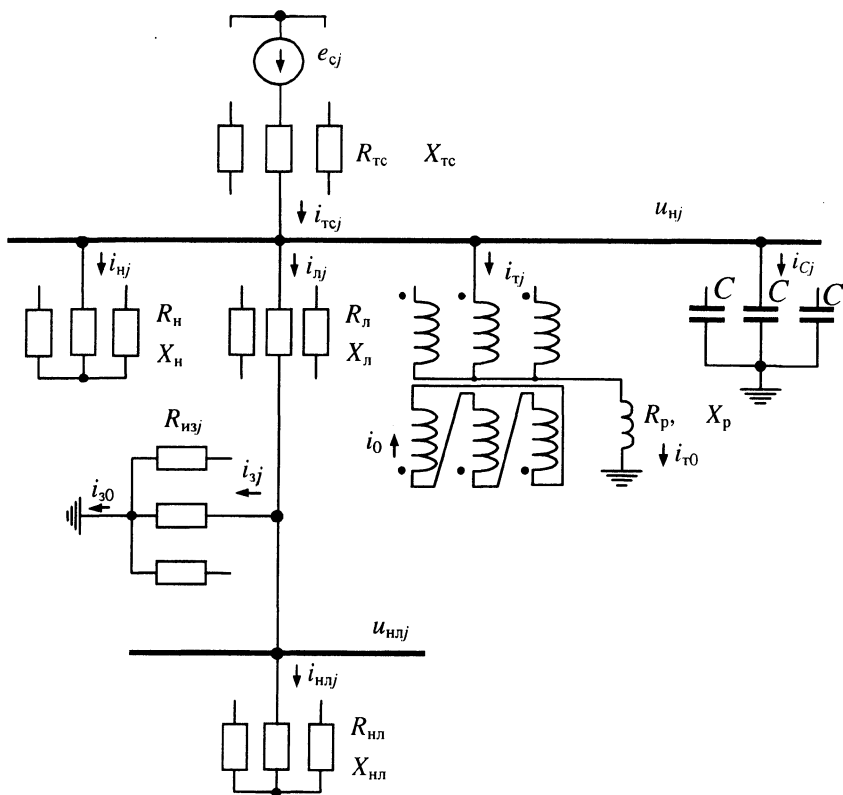 e_сj
R_тс X_тс
i_тсj
u_нj
i_нj
i_лj
i_тj
i_Cj
R_н
X_н
R_л
X_л
C C C
R_изj
i_зj
i_з0
i_0
R_р, X_р
i_т0
u_нлj
i_нлj
R_нл
X_нл